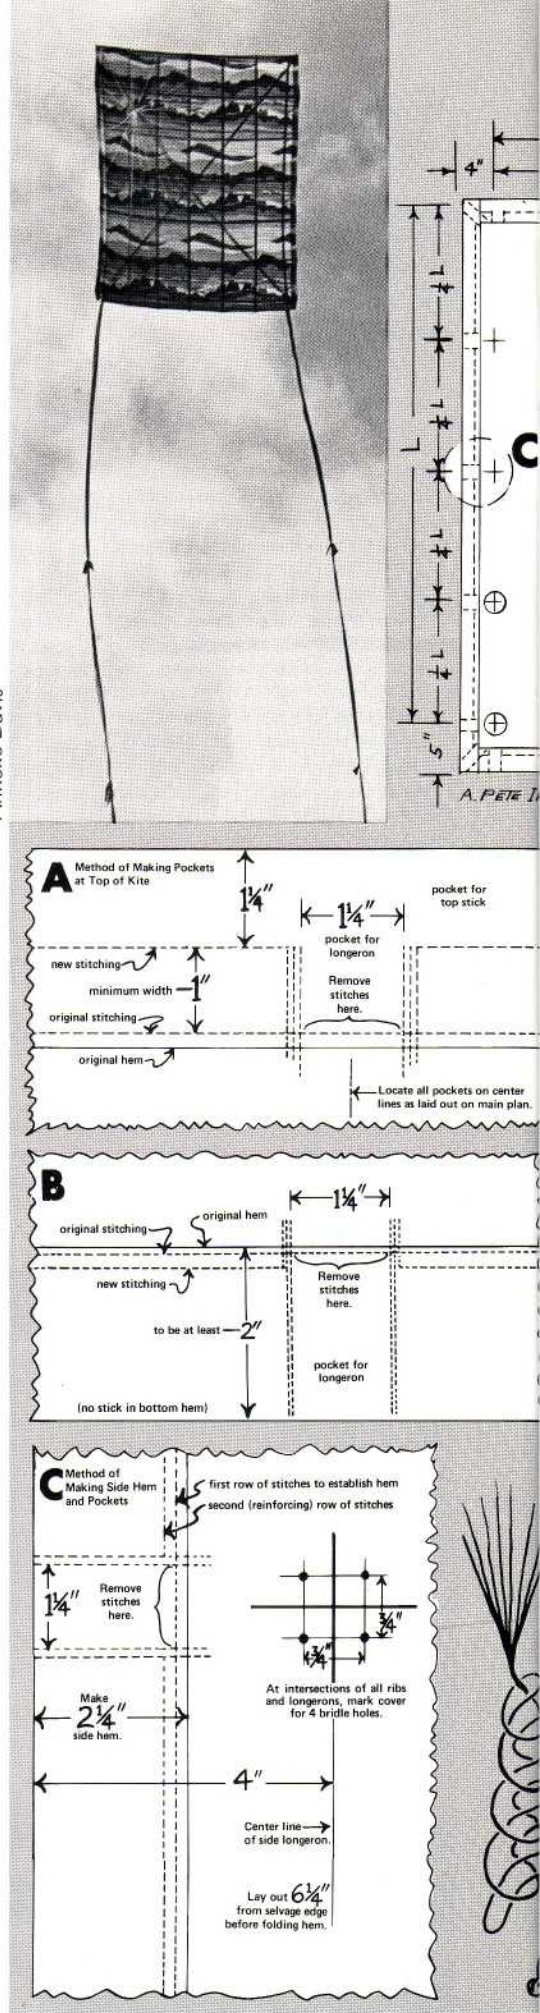 4"
¼ L
¼ L
L
C
¼ L
¼ L
5"
A. PETE
A
Method of Making Pockets
at Top of Kite
1¼"
1¼"
pocket for
top stick
pocket for
longeron
new stitching
minimum width 1"
Remove
stitches
here.
original stitching
original hem
Locate all pockets on center
lines as laid out on main plan.
B
1¼"
original hem
original stitching
Remove
stitches
here.
new stitching
to be at least 2"
pocket for
longeron
(no stick in bottom hem)
C
Method of
Making Side Hem
and Pockets
first row of stitches to establish hem
second (reinforcing) row of stitches
1¼"
Remove
stitches
here.
¾"
¾"
At intersections of all ribs
and longerons, mark cover
for 4 bridle holes.
Make
2¼"
side hem.
4"
Center line
of side longeron.
Lay out 6¼"
from selvage edge
before folding hem.